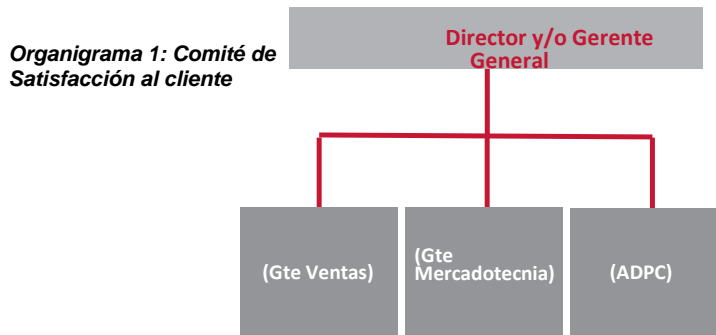 Organigrama 1: Comité de
Satisfacción al cliente
Director y/o Gerente
General
(Gte Ventas)
(Gte
Mercadotecnia)
(ADPC)